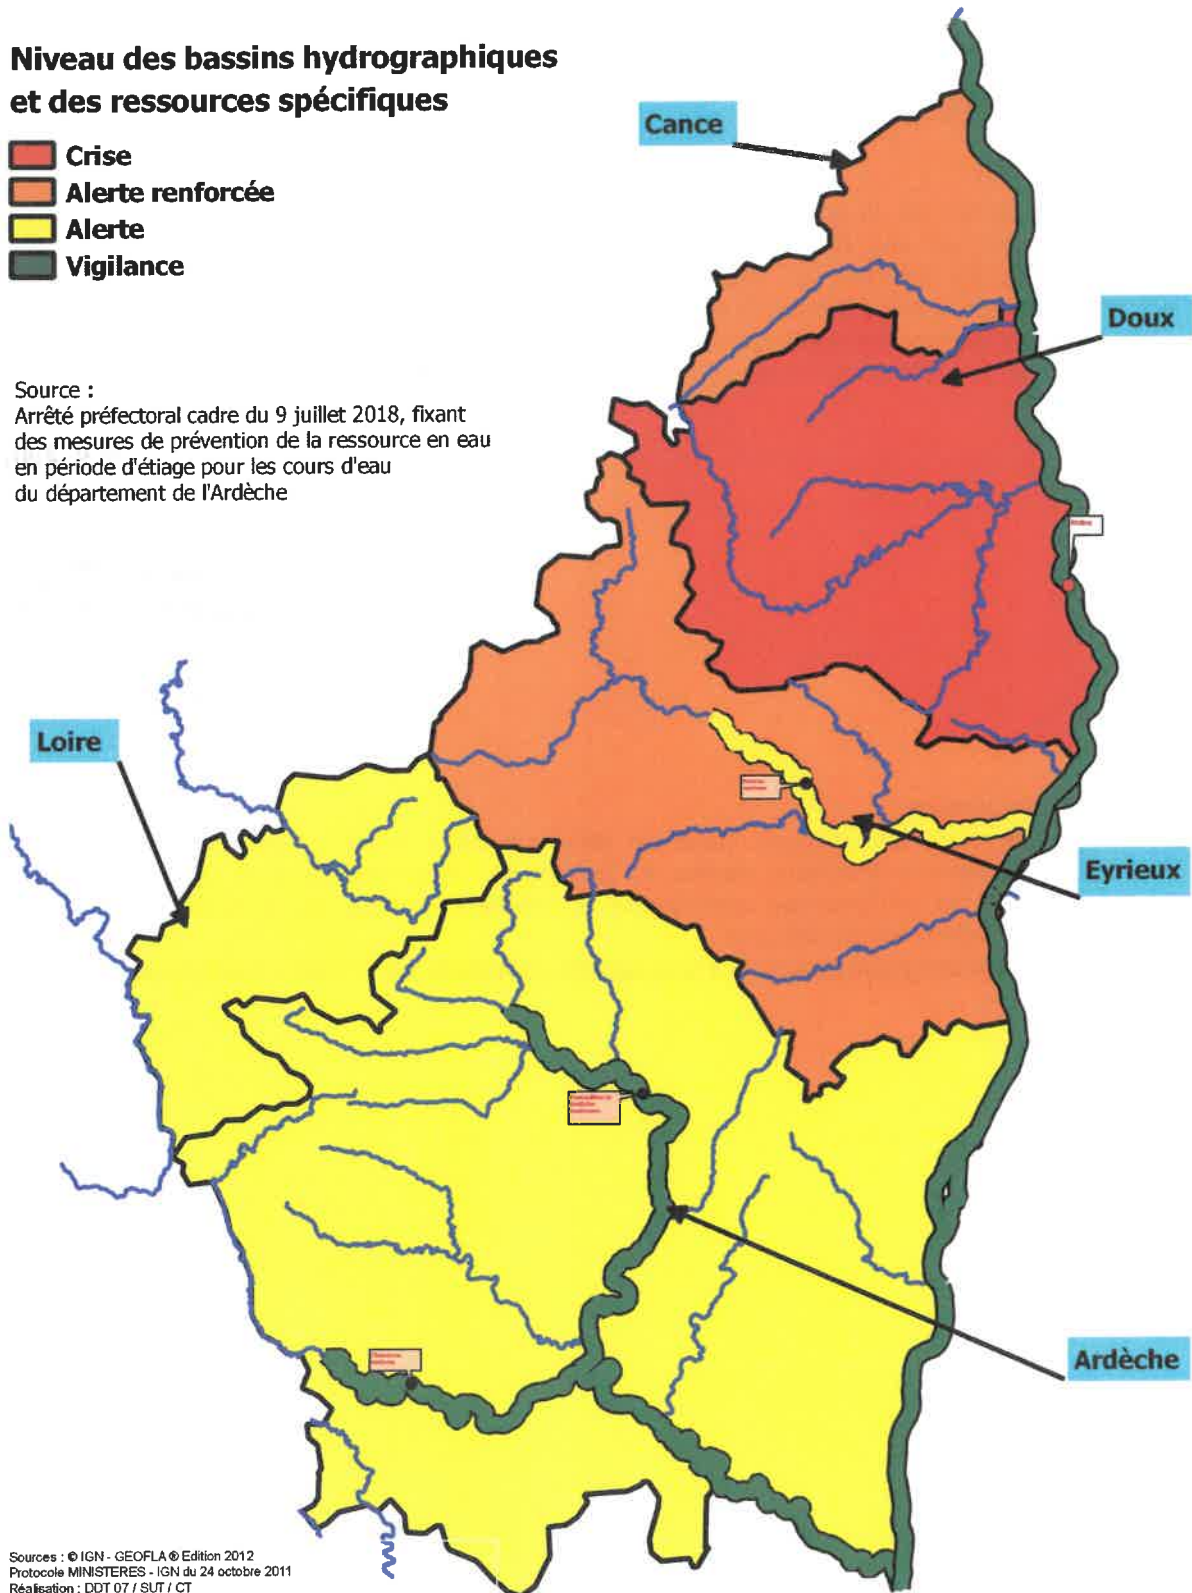 Niveau des bassins hydrographiques
et des ressources spécifiques
Crise
Alerte renforcée
Alerte
Vigilance
Source :
Arrêté préfectoral cadre du 9 juillet 2018, fixant
des mesures de prévention de la ressource en eau
en période d'étiage pour les cours d'eau
du département de l'Ardèche
Cance
Doux
Loire
Eyrieux
Ardèche
Sources : © IGN - GEOFLA ® Edition 2012
Protocole MINISTERES - IGN du 24 octobre 2011
Réalisation : DDT 07 / SUT / CT